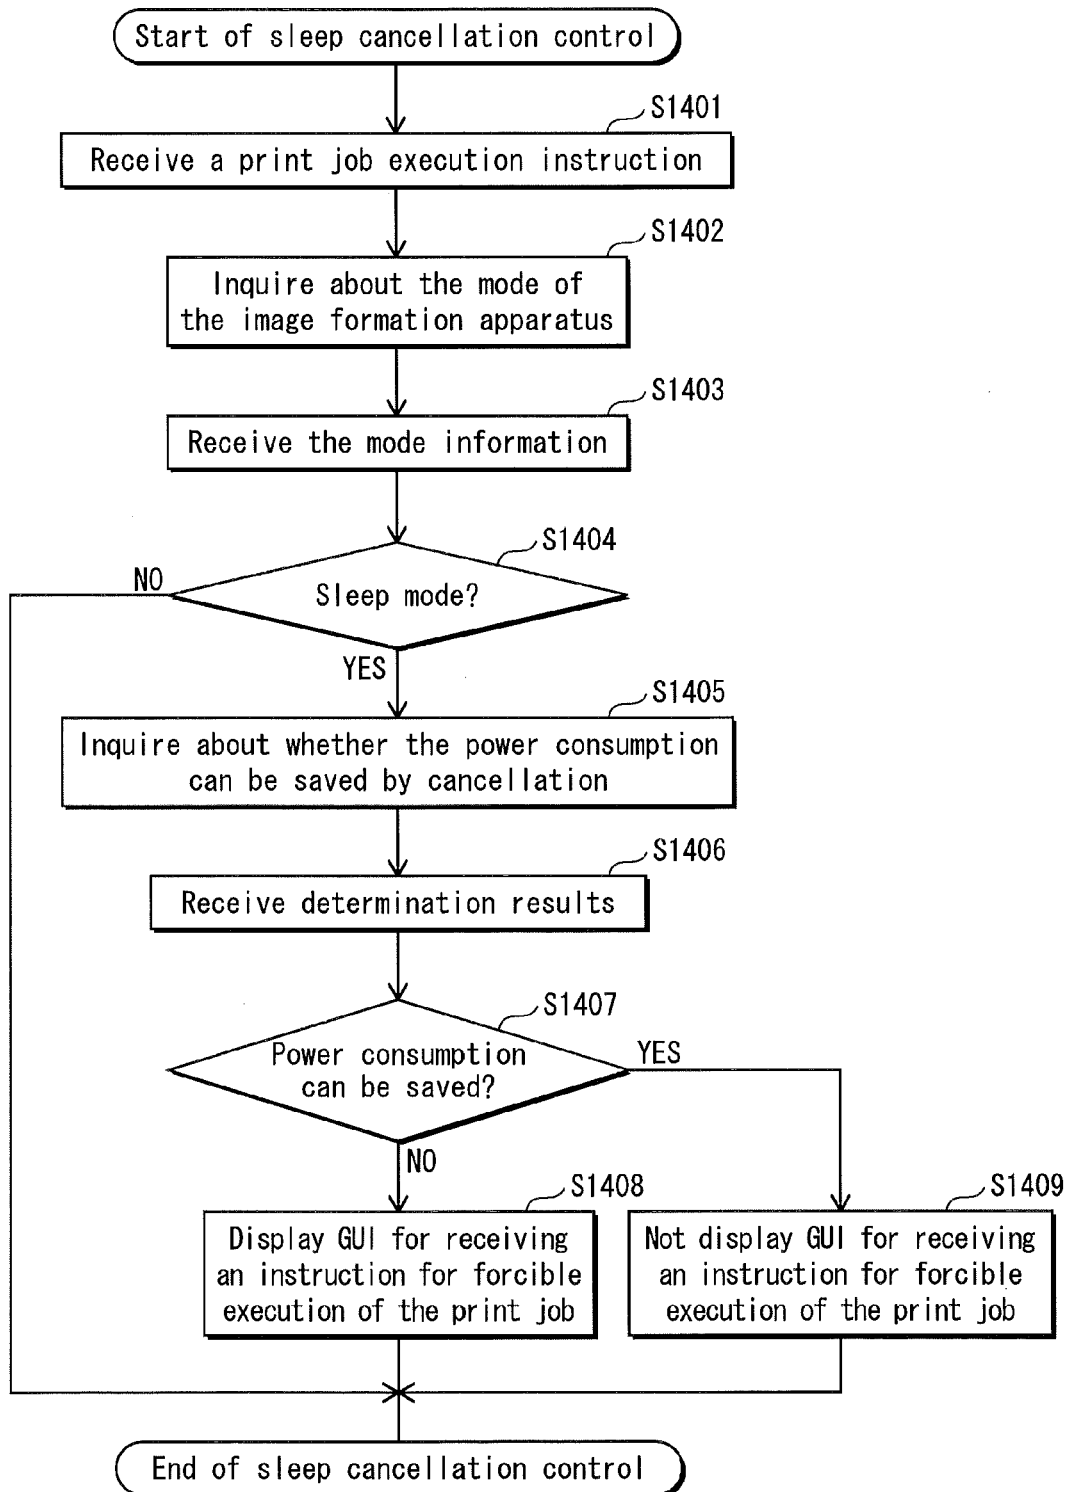 Start of sleep cancellation control
S1401
Receive a print job execution instruction
S1402
Inquire about the mode of
the image formation apparatus
S1403
Receive the mode information
S1404
NO
Sleep mode?
YES
S1405
Inquire about whether the power consumption
can be saved by cancellation
S1406
Receive determination results
S1407
Power consumption
can be saved?
YES
NO
S1408
Display GUI for receiving
an instruction for forcible
execution of the print job
S1409
Not display GUI for receiving
an instruction for forcible
execution of the print job
End of sleep cancellation control